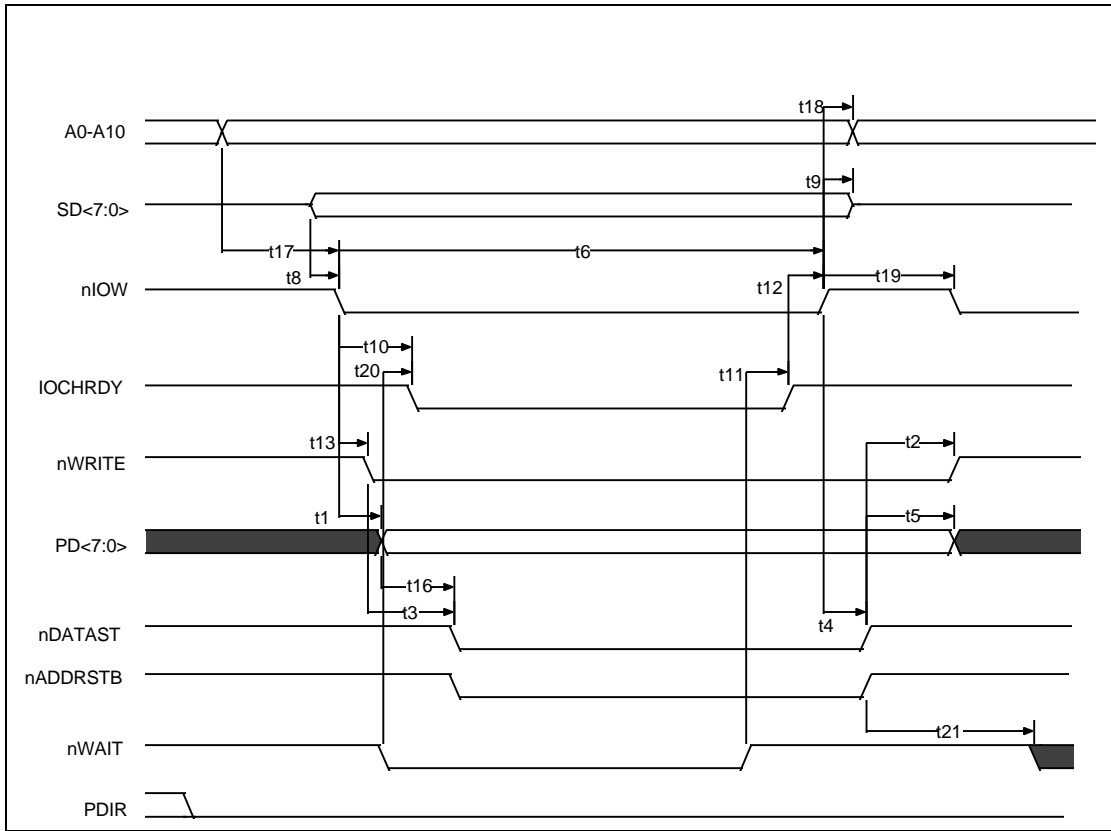 t18
A0-A10
t9
SD<7:0>
t17
t6
t8
t12
t19
nIOW
t10
t20
t11
IOCHRDY
t13
t2
nWRITE
t1
t5
PD<7:0>
t16
t3
t4
nDATAST
nADDRSTB
t21
nWAIT
PDIR